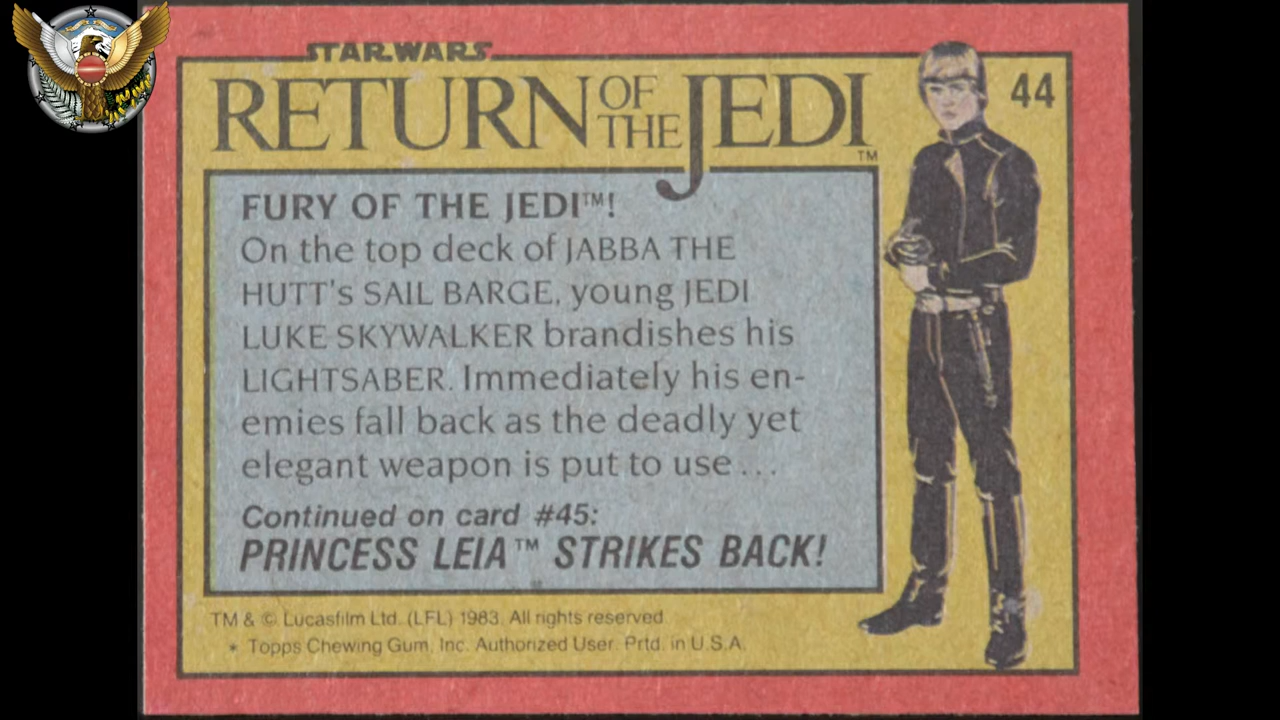 STAR WARS
RETURN OF THE JEDI™
44
FURY OF THE JEDI™!
On the top deck of JABBA THE
HUTT's SAIL BARGE, young JEDI
LUKE SKYWALKER brandishes his
LIGHTSABER. Immediately his en-
emies fall back as the deadly yet
elegant weapon is put to use...
Continued on card #45:
PRINCESS LEIA™ STRIKES BACK!
TM & © Lucasfilm Ltd. (LFL) 1983. All rights reserved
* Topps Chewing Gum, Inc. Authorized User. Prtd. in U.S.A.